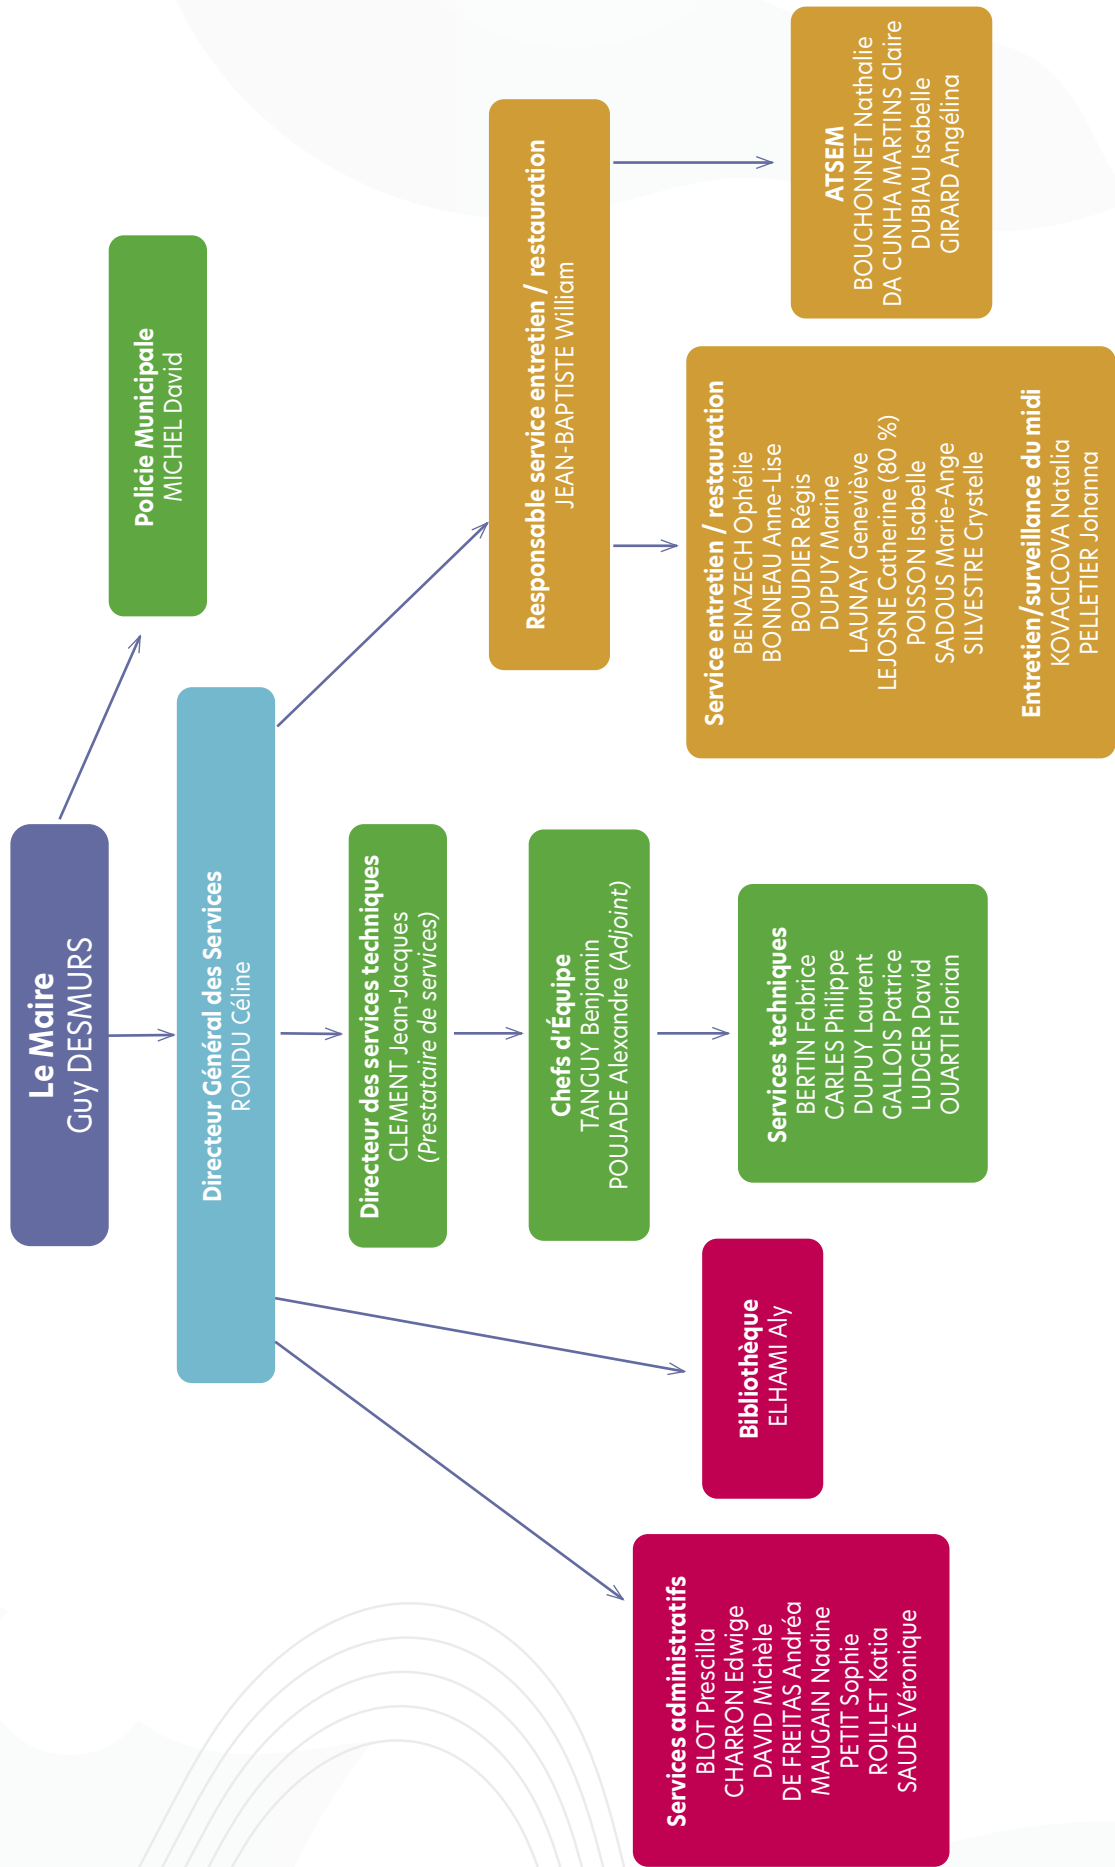 Le Maire
Guy DESMURS
Policie Municipale
MICHEL David
Directeur Général des Services
RONDU Céline
Directeur des services techniques
CLEMENT Jean-Jacques
(Prestataire de services)
Responsable service entretien / restauration
JEAN-BAPTISTE William
Chefs d'Équipe
TANGUY Benjamin
POUJADE Alexandre (Adjoint)
Services administratifs
BLOT Prescilla
CHARRON Edwige
DAVID Michèle
DE FREITAS Andréa
MAUGAIN Nadine
PETIT Sophie
ROILLET Katia
SAUDÉ Véronique
Bibliothèque
ELHAMI Aly
Services techniques
BERTIN Fabrice
CARLES Philippe
DUPUY Laurent
GALLOIS Patrice
LUDGER David
OUARTI Florian
Service entretien / restauration
BENAZECH Ophélie
BONNEAU Anne-Lise
BOUDIER Régis
DUPUY Marine
LAUNAY Geneviève
LEJOSNE Catherine (80 %)
POISSON Isabelle
SADOUS Marie-Ange
SILVESTRE Crystelle
Entretien/surveillance du midi
KOVACICOVA Natalia
PELLETIER Johanna
ATSEM
BOUCHONNET Nathalie
DA CUNHA MARTINS Claire
DUBIAU Isabelle
GIRARD Angélina